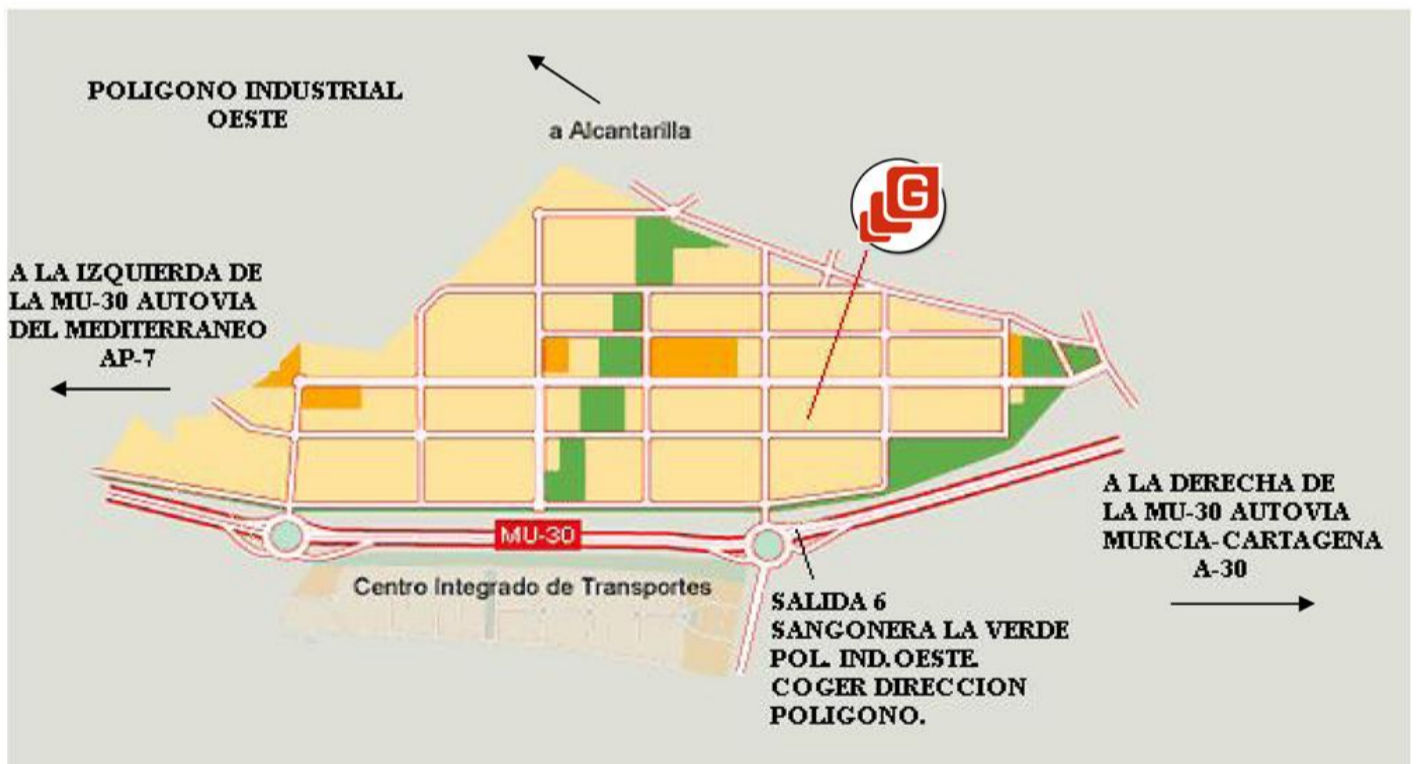 POLIGONO INDUSTRIAL
OESTE
a Alcantarilla
G
A LA IZQUIERDA DE
LA MU-30 AUTOVIA
DEL MEDITERRANEO
AP-7
MU-30
Centro Integrado de Transportes
A LA DERECHA DE
LA MU-30 AUTOVIA
MURCIA-CARTAGENA
A-30
SALIDA 6
SANGONERA LA VERDE
POL. IND.OESTE.
COGER DIRECCION
POLIGONO.